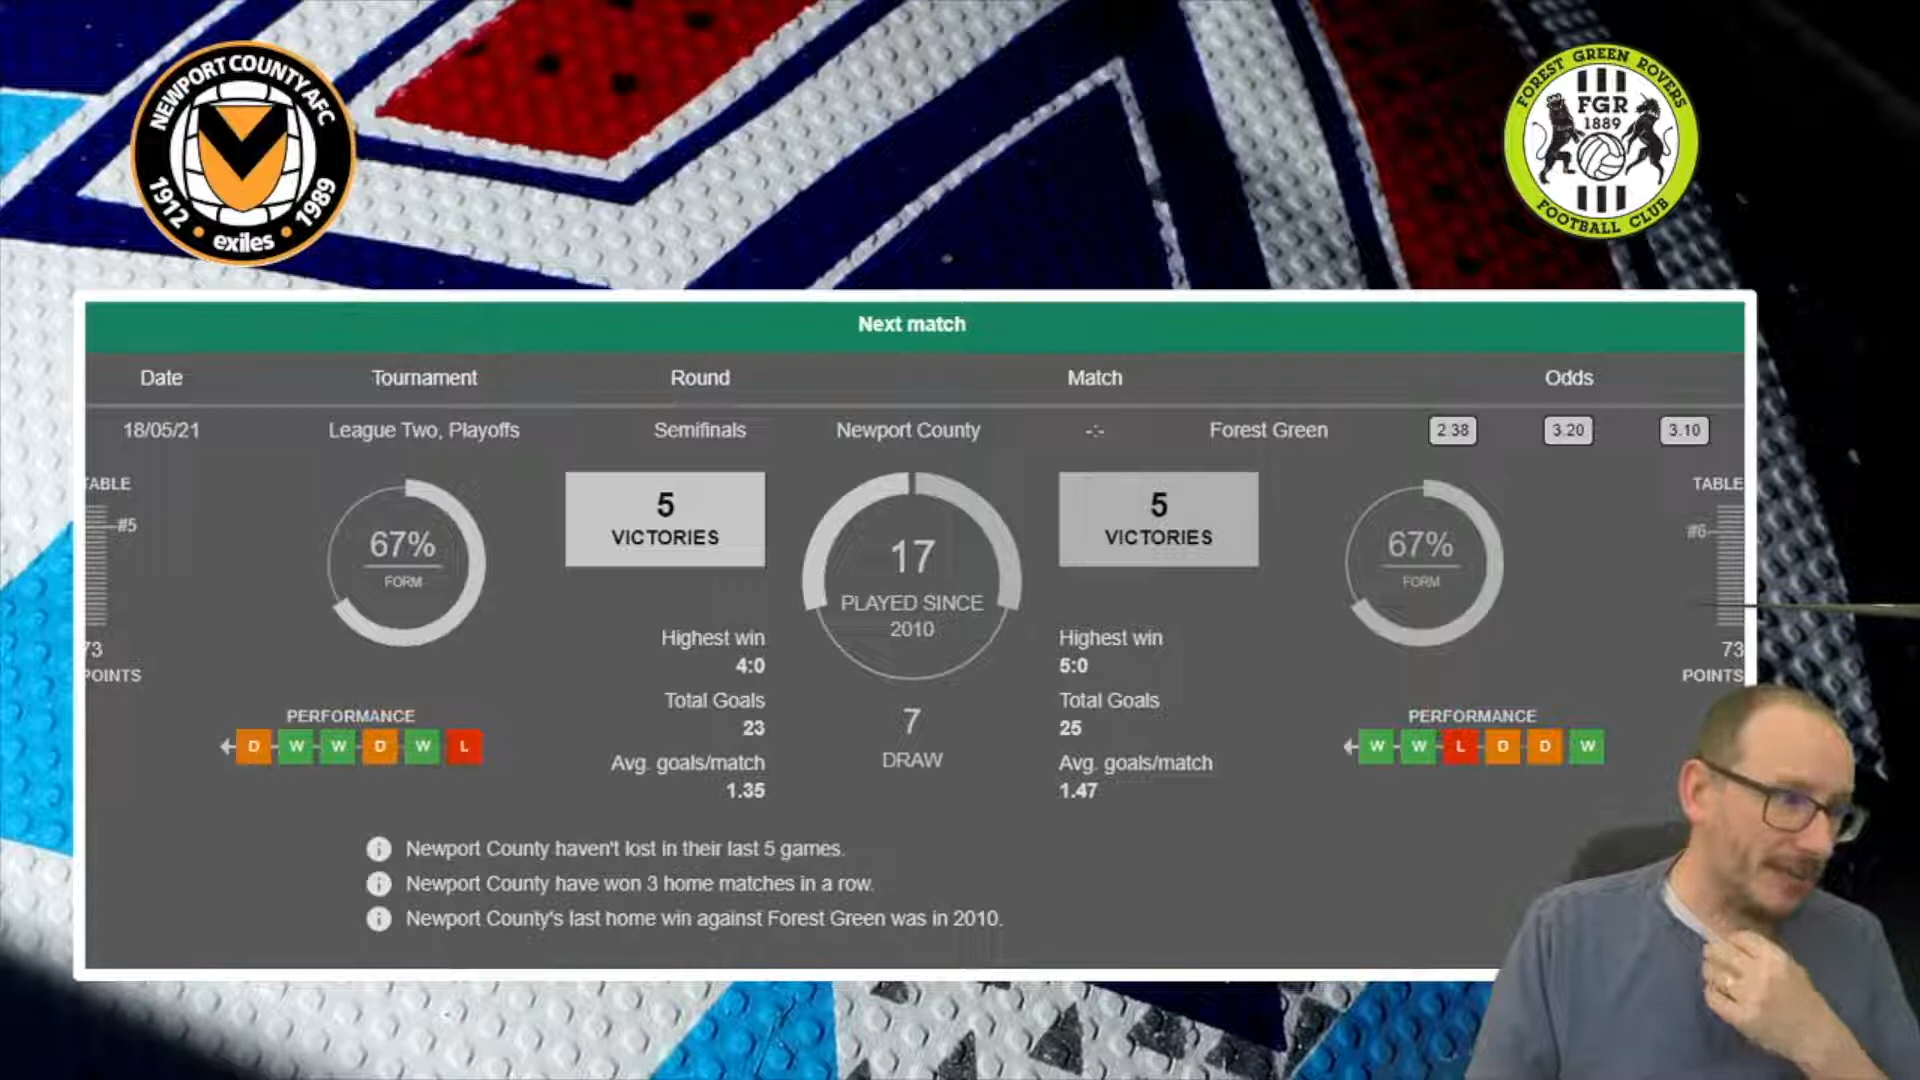 NEWPORT COUNTY AFC
1912 • exiles • 1989
FOREST GREEN ROVERS
FGR
1889
FOOTBALL CLUB
Next match
Date Tournament Round Match Odds
18/05/21 League Two, Playoffs Semifinals Newport County -:- Forest Green 2.38 3.20 3.10
TABLE
#5
73
POINTS
67%
FORM
PERFORMANCE
D W W D W L
5
VICTORIES
Highest win
4:0
Total Goals
23
Avg. goals/match
1.35
17
PLAYED SINCE
2010
7
DRAW
5
VICTORIES
Highest win
5:0
Total Goals
25
Avg. goals/match
1.47
67%
FORM
PERFORMANCE
W W L D D W
TABLE
#6
73
POINTS
Newport County haven't lost in their last 5 games.
Newport County have won 3 home matches in a row.
Newport County's last home win against Forest Green was in 2010.